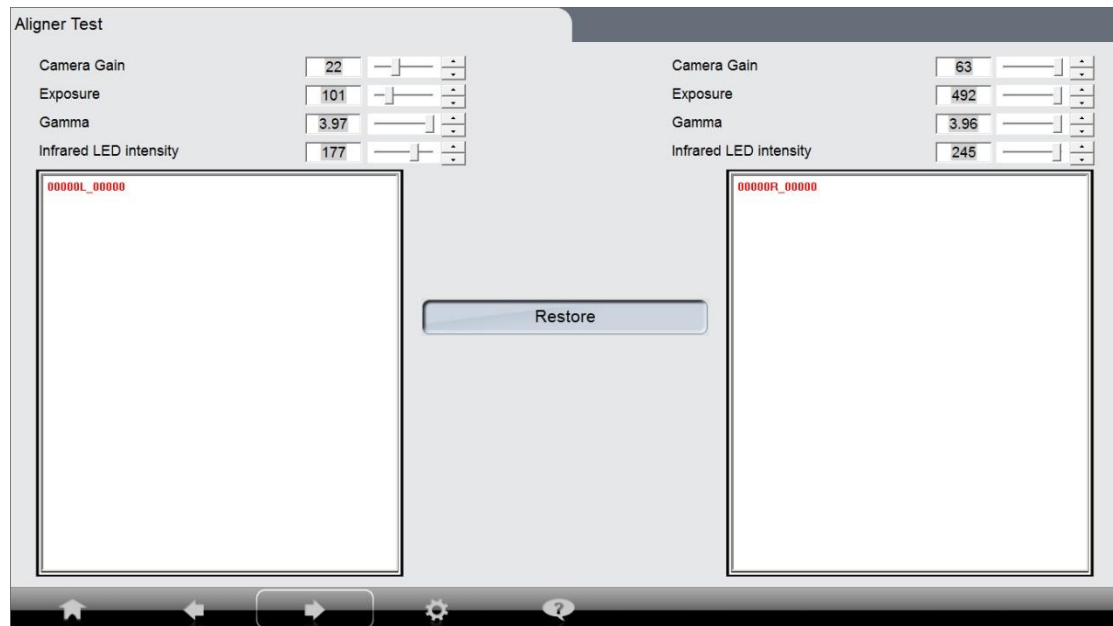 Aligner Test
Camera Gain 22
Exposure 101
Gamma 3.97
Infrared LED intensity 177
00000L_00000
Restore
Camera Gain 63
Exposure 492
Gamma 3.96
Infrared LED intensity 245
00000R_00000
?